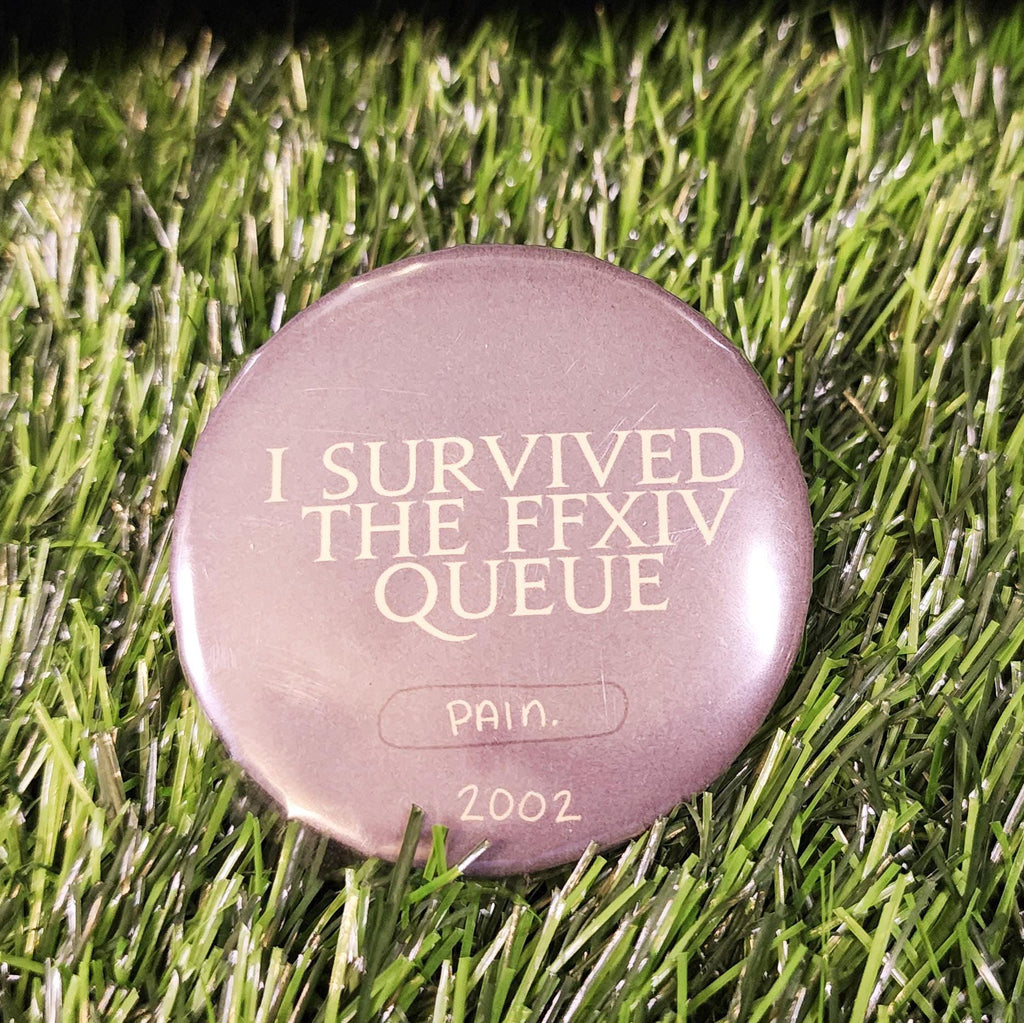 I SURVIVED
THE FFXIV
QUEUE
PAIn.
2002